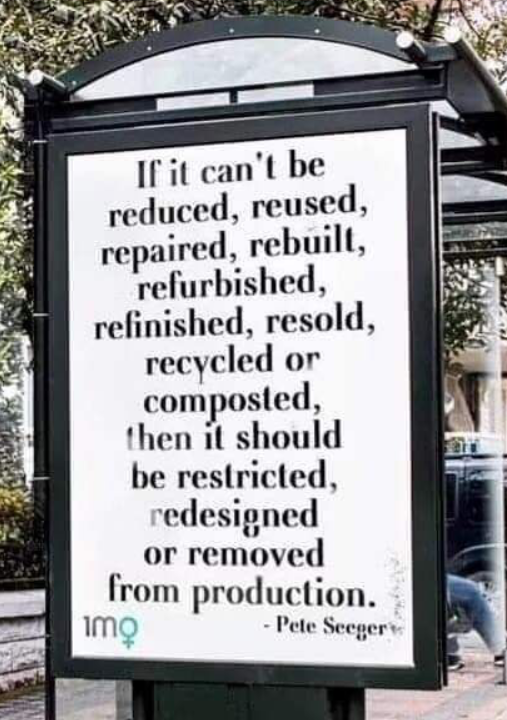 If it can't be
reduced, reused,
repaired, rebuilt,
refurbished,
refinished, resold,
recycled or
composted,
then it should
be restricted,
redesigned
or removed
from production.
- Pete Seeger
1mo